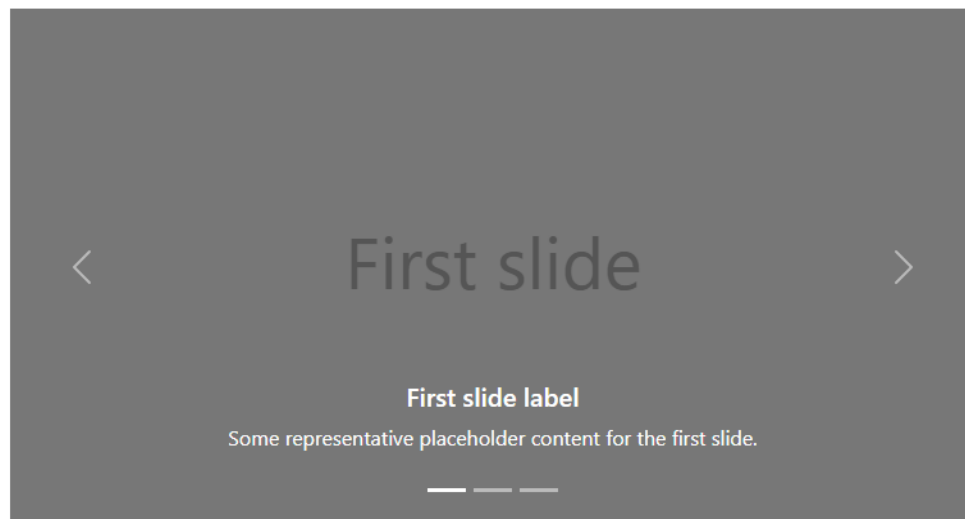 First slide
First slide label
Some representative placeholder content for the first slide.